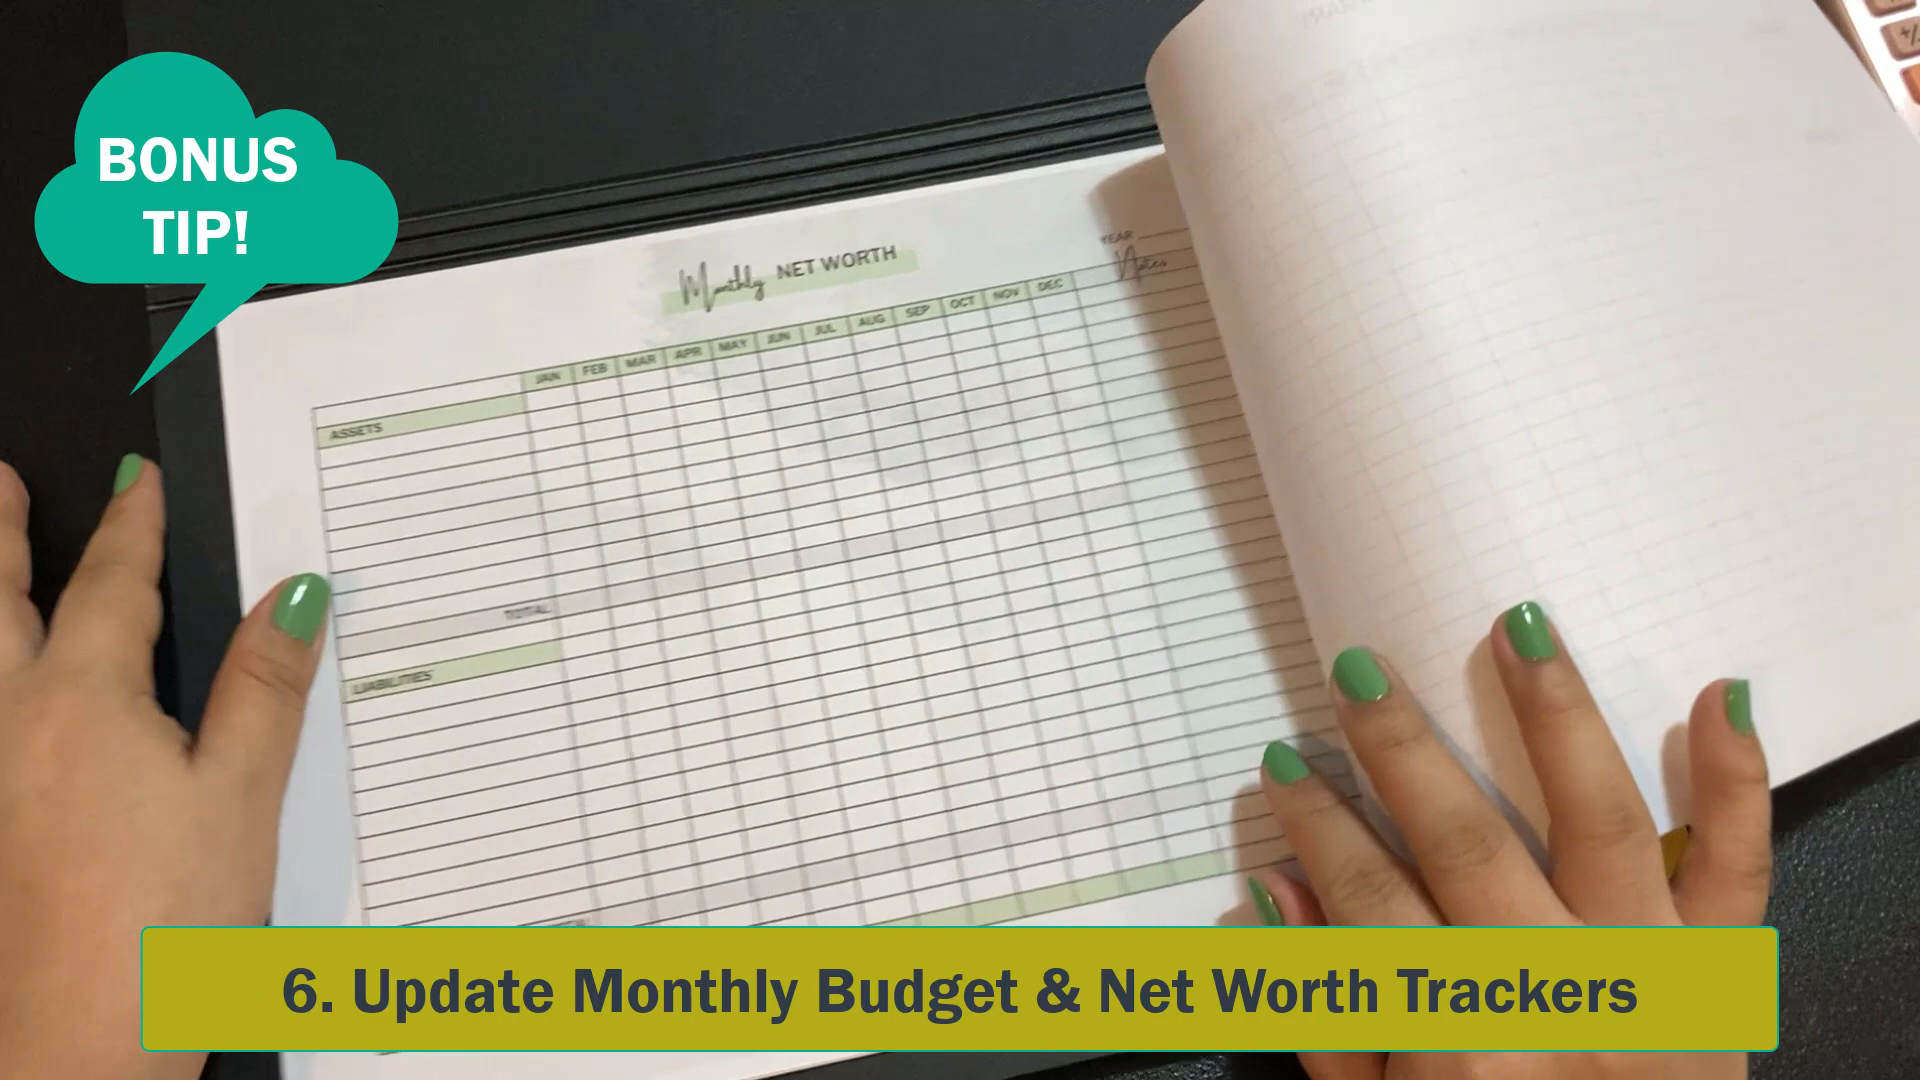 BONUS
TIP!
Monthly NET WORTH
YEAR
Notes
JAN FEB MAR APR MAY JUN JUL AUG SEP OCT NOV DEC
ASSETS
TOTAL
LIABILITIES
6. Update Monthly Budget & Net Worth Trackers